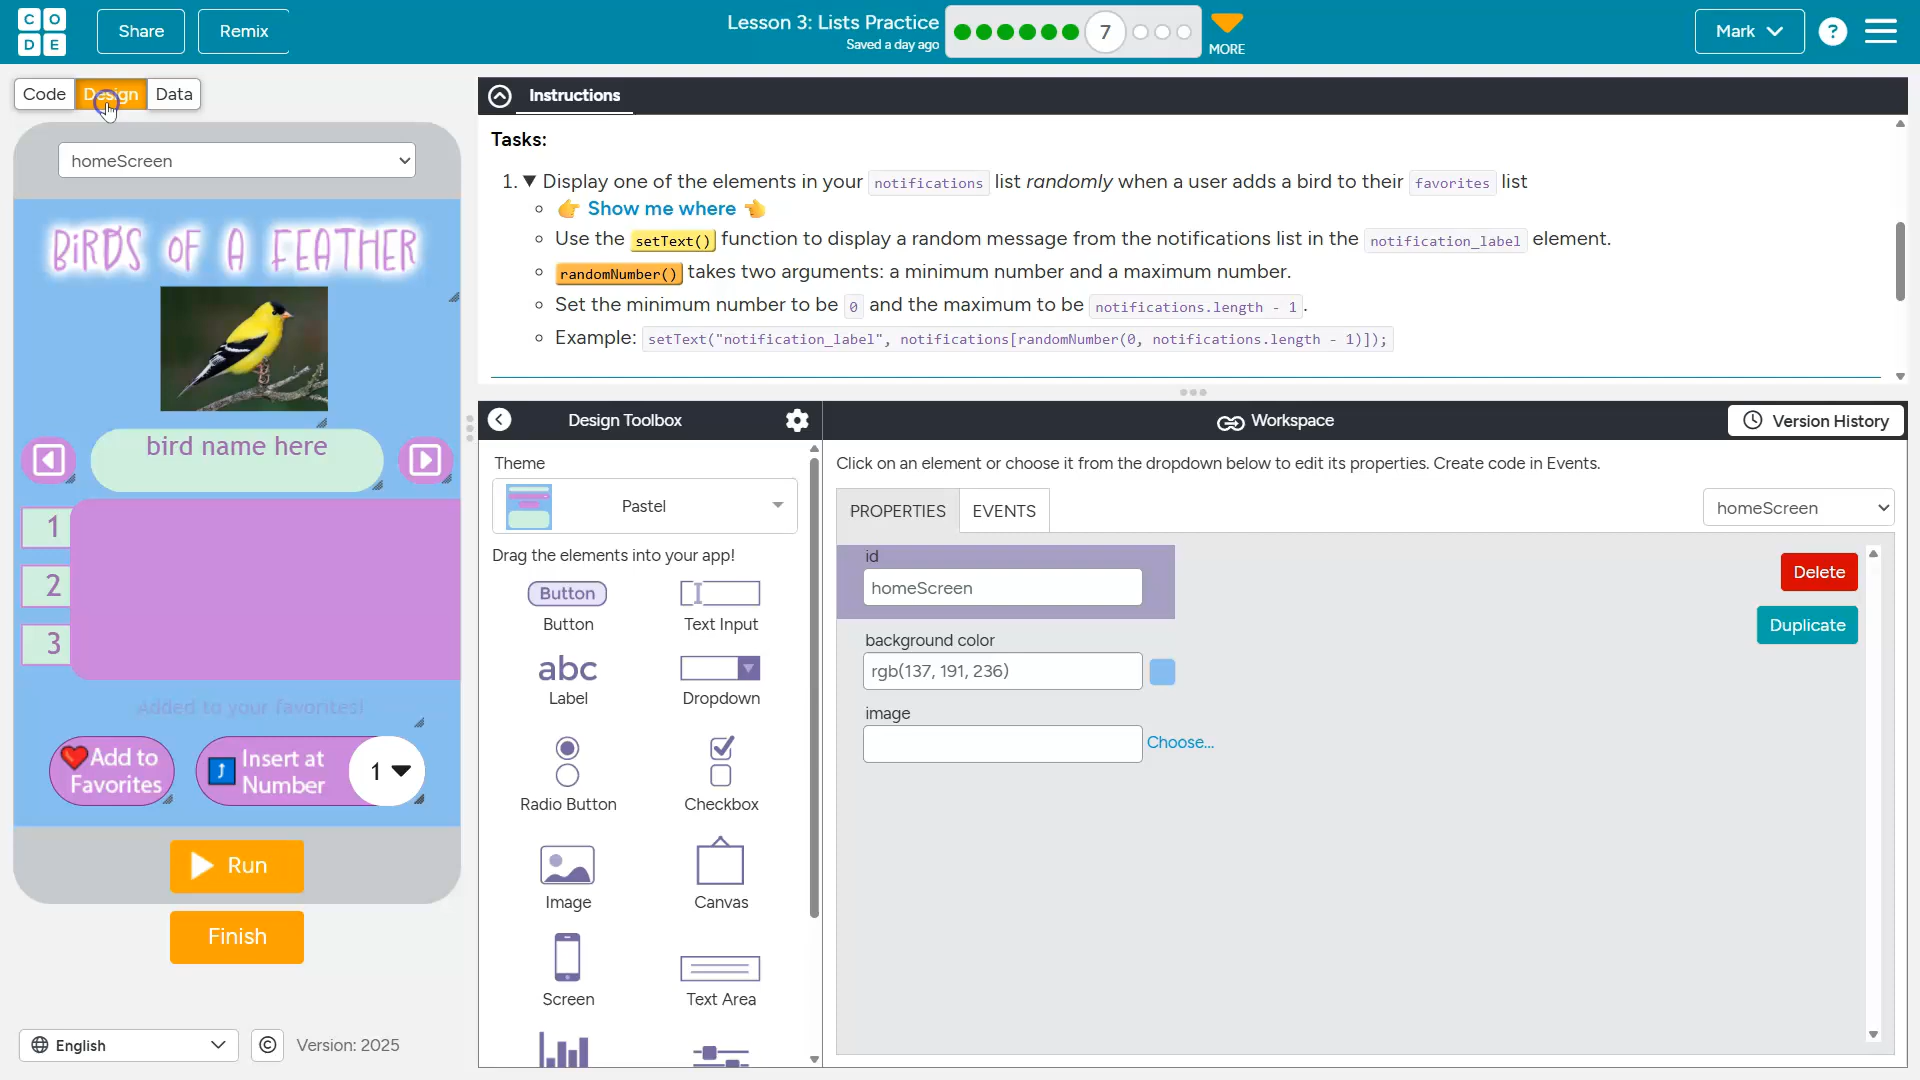 CODE
Share
Remix
Lesson 3: Lists Practice
Saved a day ago
7
MORE
Mark
?
Code
Design
Data
homeScreen
BIRDS OF A FEATHER
bird name here
1
2
3
Added to your favorites!
Add to
Favorites
Insert at
Number
1
Run
Finish
English
©
Version: 2025
Instructions
Tasks:
1. ▼ Display one of the elements in your notifications list randomly when a user adds a bird to their favorites list
Show me where
Use the setText() function to display a random message from the notifications list in the notification_label element.
randomNumber() takes two arguments: a minimum number and a maximum number.
Set the minimum number to be 0 and the maximum to be notifications.length - 1.
Example: setText("notification_label", notifications[randomNumber(0, notifications.length - 1)]);
Design Toolbox
Workspace
Version History
Theme
Pastel
Drag the elements into your app!
Button
Button
Text Input
abc
Label
Dropdown
Radio Button
Checkbox
Image
Canvas
Screen
Text Area
Click on an element or choose it from the dropdown below to edit its properties. Create code in Events.
PROPERTIES
EVENTS
homeScreen
id
homeScreen
Delete
Duplicate
background color
rgb(137, 191, 236)
image
Choose...